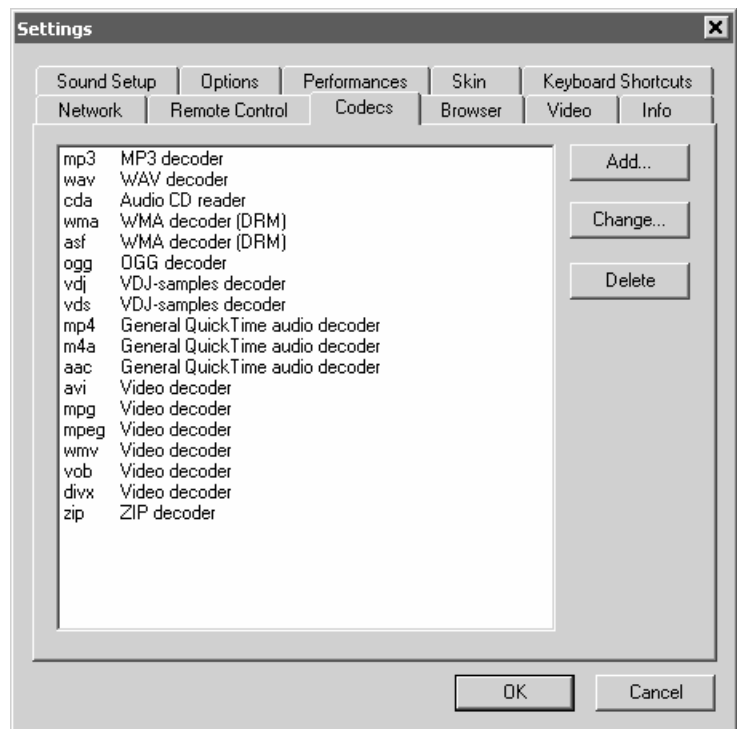 Settings
Sound Setup Options Performances Skin Keyboard Shortcuts
Network Remote Control Codecs Browser Video Info
mp3 MP3 decoder
wav WAV decoder
cda Audio CD reader
wma WMA decoder (DRM)
asf WMA decoder (DRM)
ogg OGG decoder
vdj VDJ-samples decoder
vds VDJ-samples decoder
mp4 General QuickTime audio decoder
m4a General QuickTime audio decoder
aac General QuickTime audio decoder
avi Video decoder
mpg Video decoder
mpeg Video decoder
wmv Video decoder
vob Video decoder
divx Video decoder
zip ZIP decoder
Add...
Change...
Delete
OK Cancel